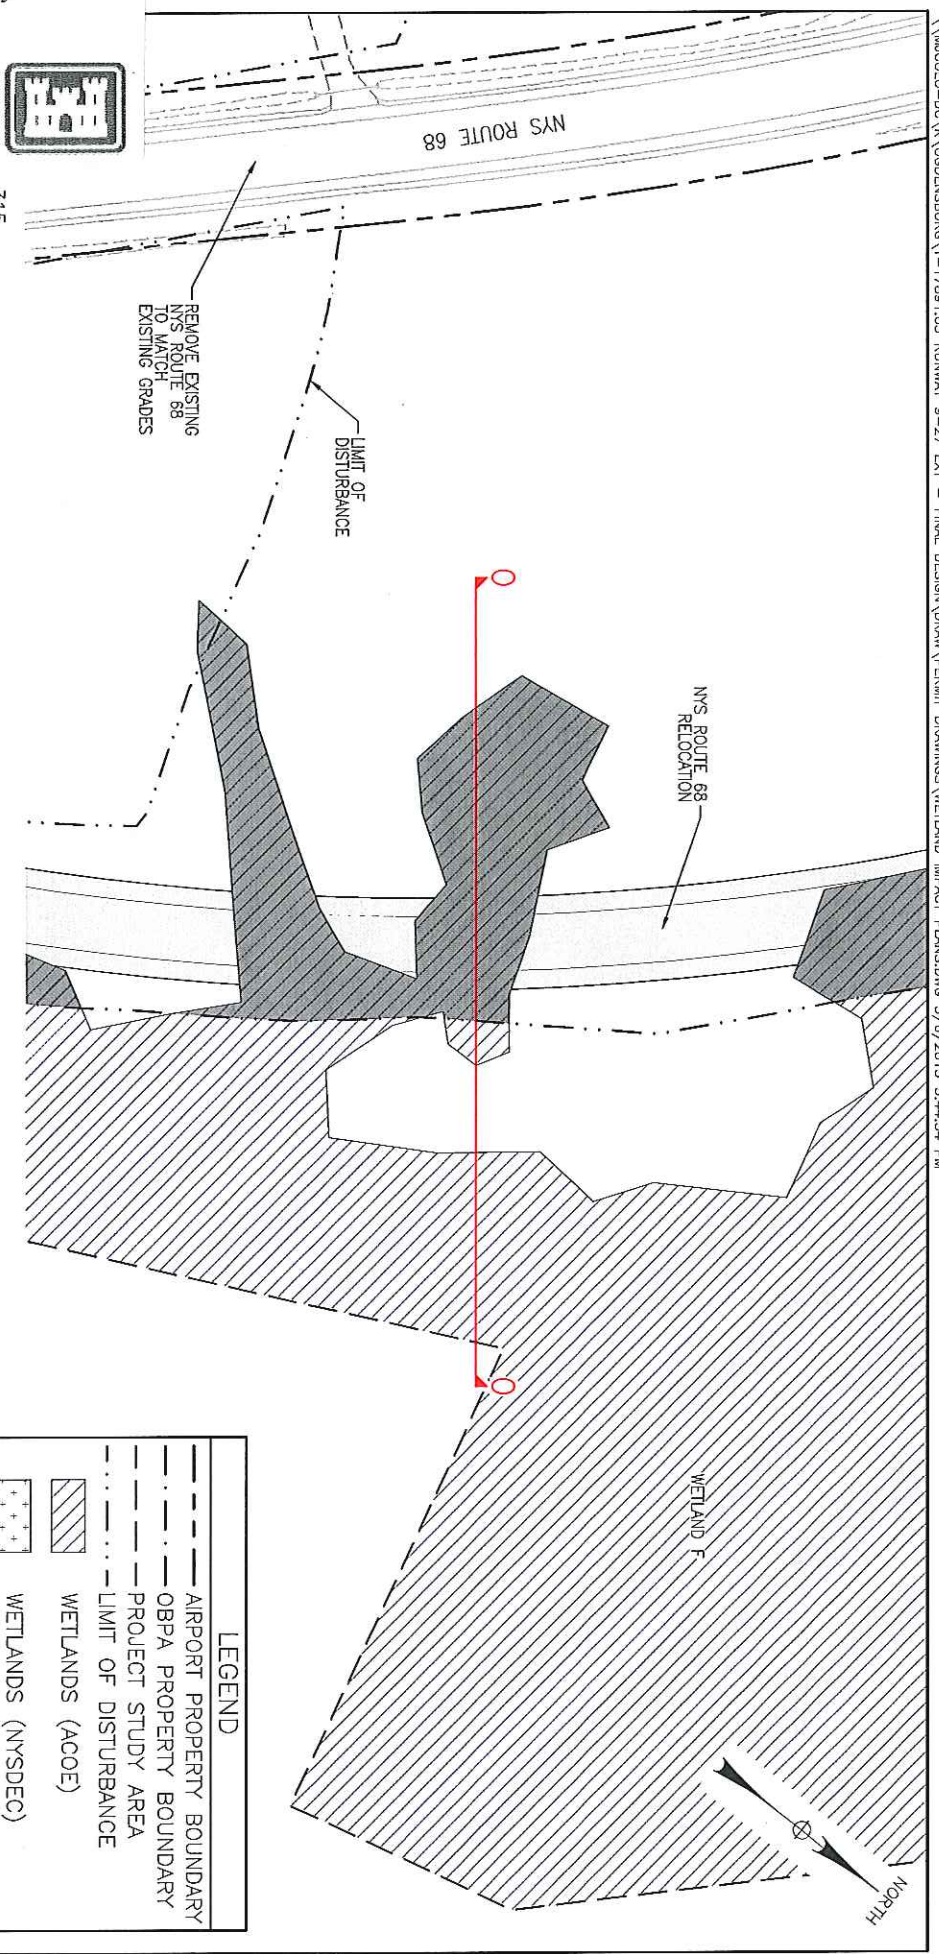 NYS ROUTE 68
REMOVE EXISTING
NYS ROUTE 68
TO MATCH
EXISTING GRADES
LIMIT OF
DISTURBANCE
O
NYS ROUTE 68
RELOCATION
O
WETLAND F
NORTH
LEGEND
AIRPORT PROPERTY BOUNDARY
OBPA PROPERTY BOUNDARY
PROJECT STUDY AREA
LIMIT OF DISTURBANCE
WETLANDS (ACOE)
WETLANDS (NYSDEC)